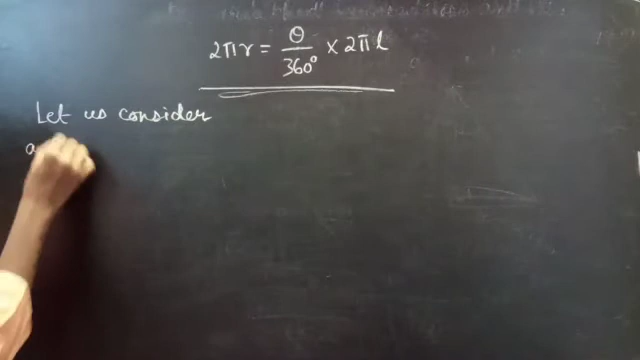 2πr = θ/360° × 2πl
Let us consider
a